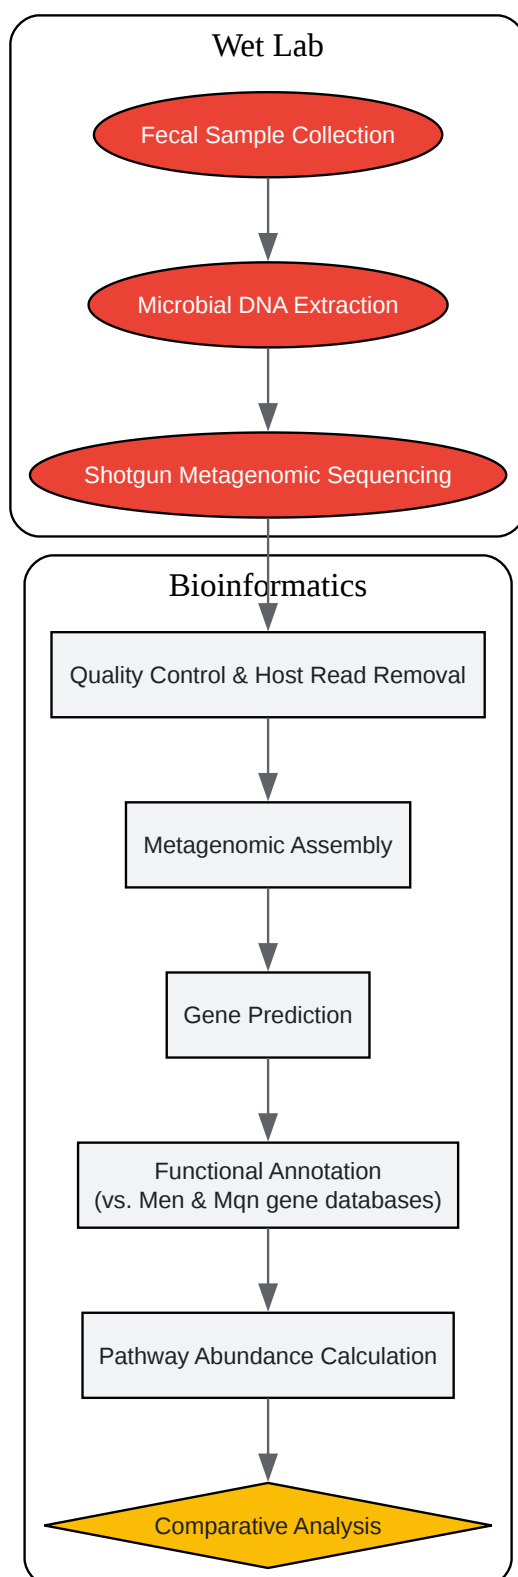 Wet Lab
Fecal Sample Collection
Microbial DNA Extraction
Shotgun Metagenomic Sequencing
Bioinformatics
Quality Control & Host Read Removal
Metagenomic Assembly
Gene Prediction
Functional Annotation
(vs. Men & Mqn gene databases)
Pathway Abundance Calculation
Comparative Analysis